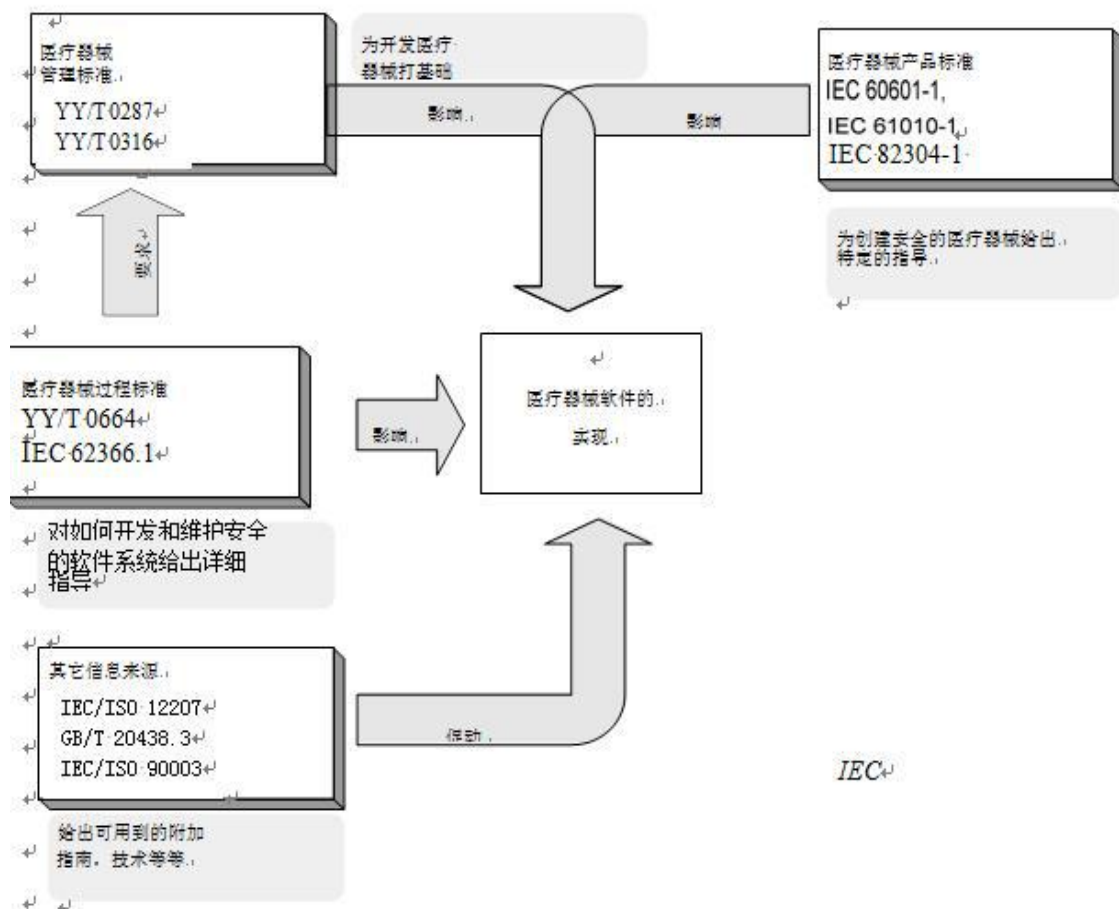 医疗器械
管理标准.
YY/T 0287
YY/T 0316
为开发医疗
器械打基础
影响.
影响
医疗器械产品标准
IEC 60601-1,
IEC 61010-1
IEC 82304-1
为创建安全的医疗器械给出.
特定的指导.
要求
医疗器械过程标准
YY/T 0664
IEC 62366.1
影响.
医疗器械软件的.
实现.
对如何开发和维护安全
的软件系统给出详细
指导
其它信息来源.
IEC/ISO 12207
GB/T 20438.3
IEC/ISO 90003
促动.
IEC
给出可用到的附加
指南，技术等等.